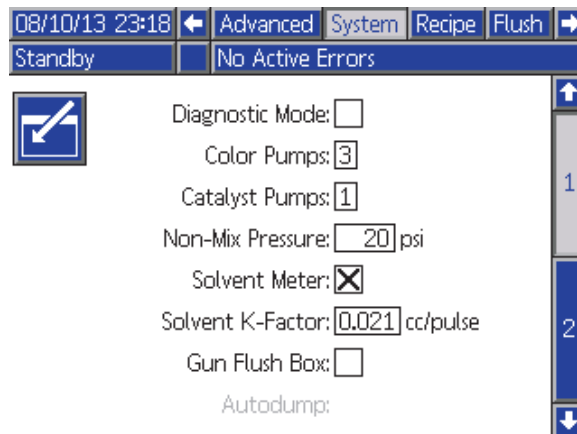 08/10/13 23:18 Advanced System Recipe Flush
Standby No Active Errors
Diagnostic Mode:
Color Pumps: 3
1
Catalyst Pumps: 1
Non-Mix Pressure: 20 psi
Solvent Meter:
Solvent K-Factor: 0.021 cc/pulse
2
Gun Flush Box:
Autodump: